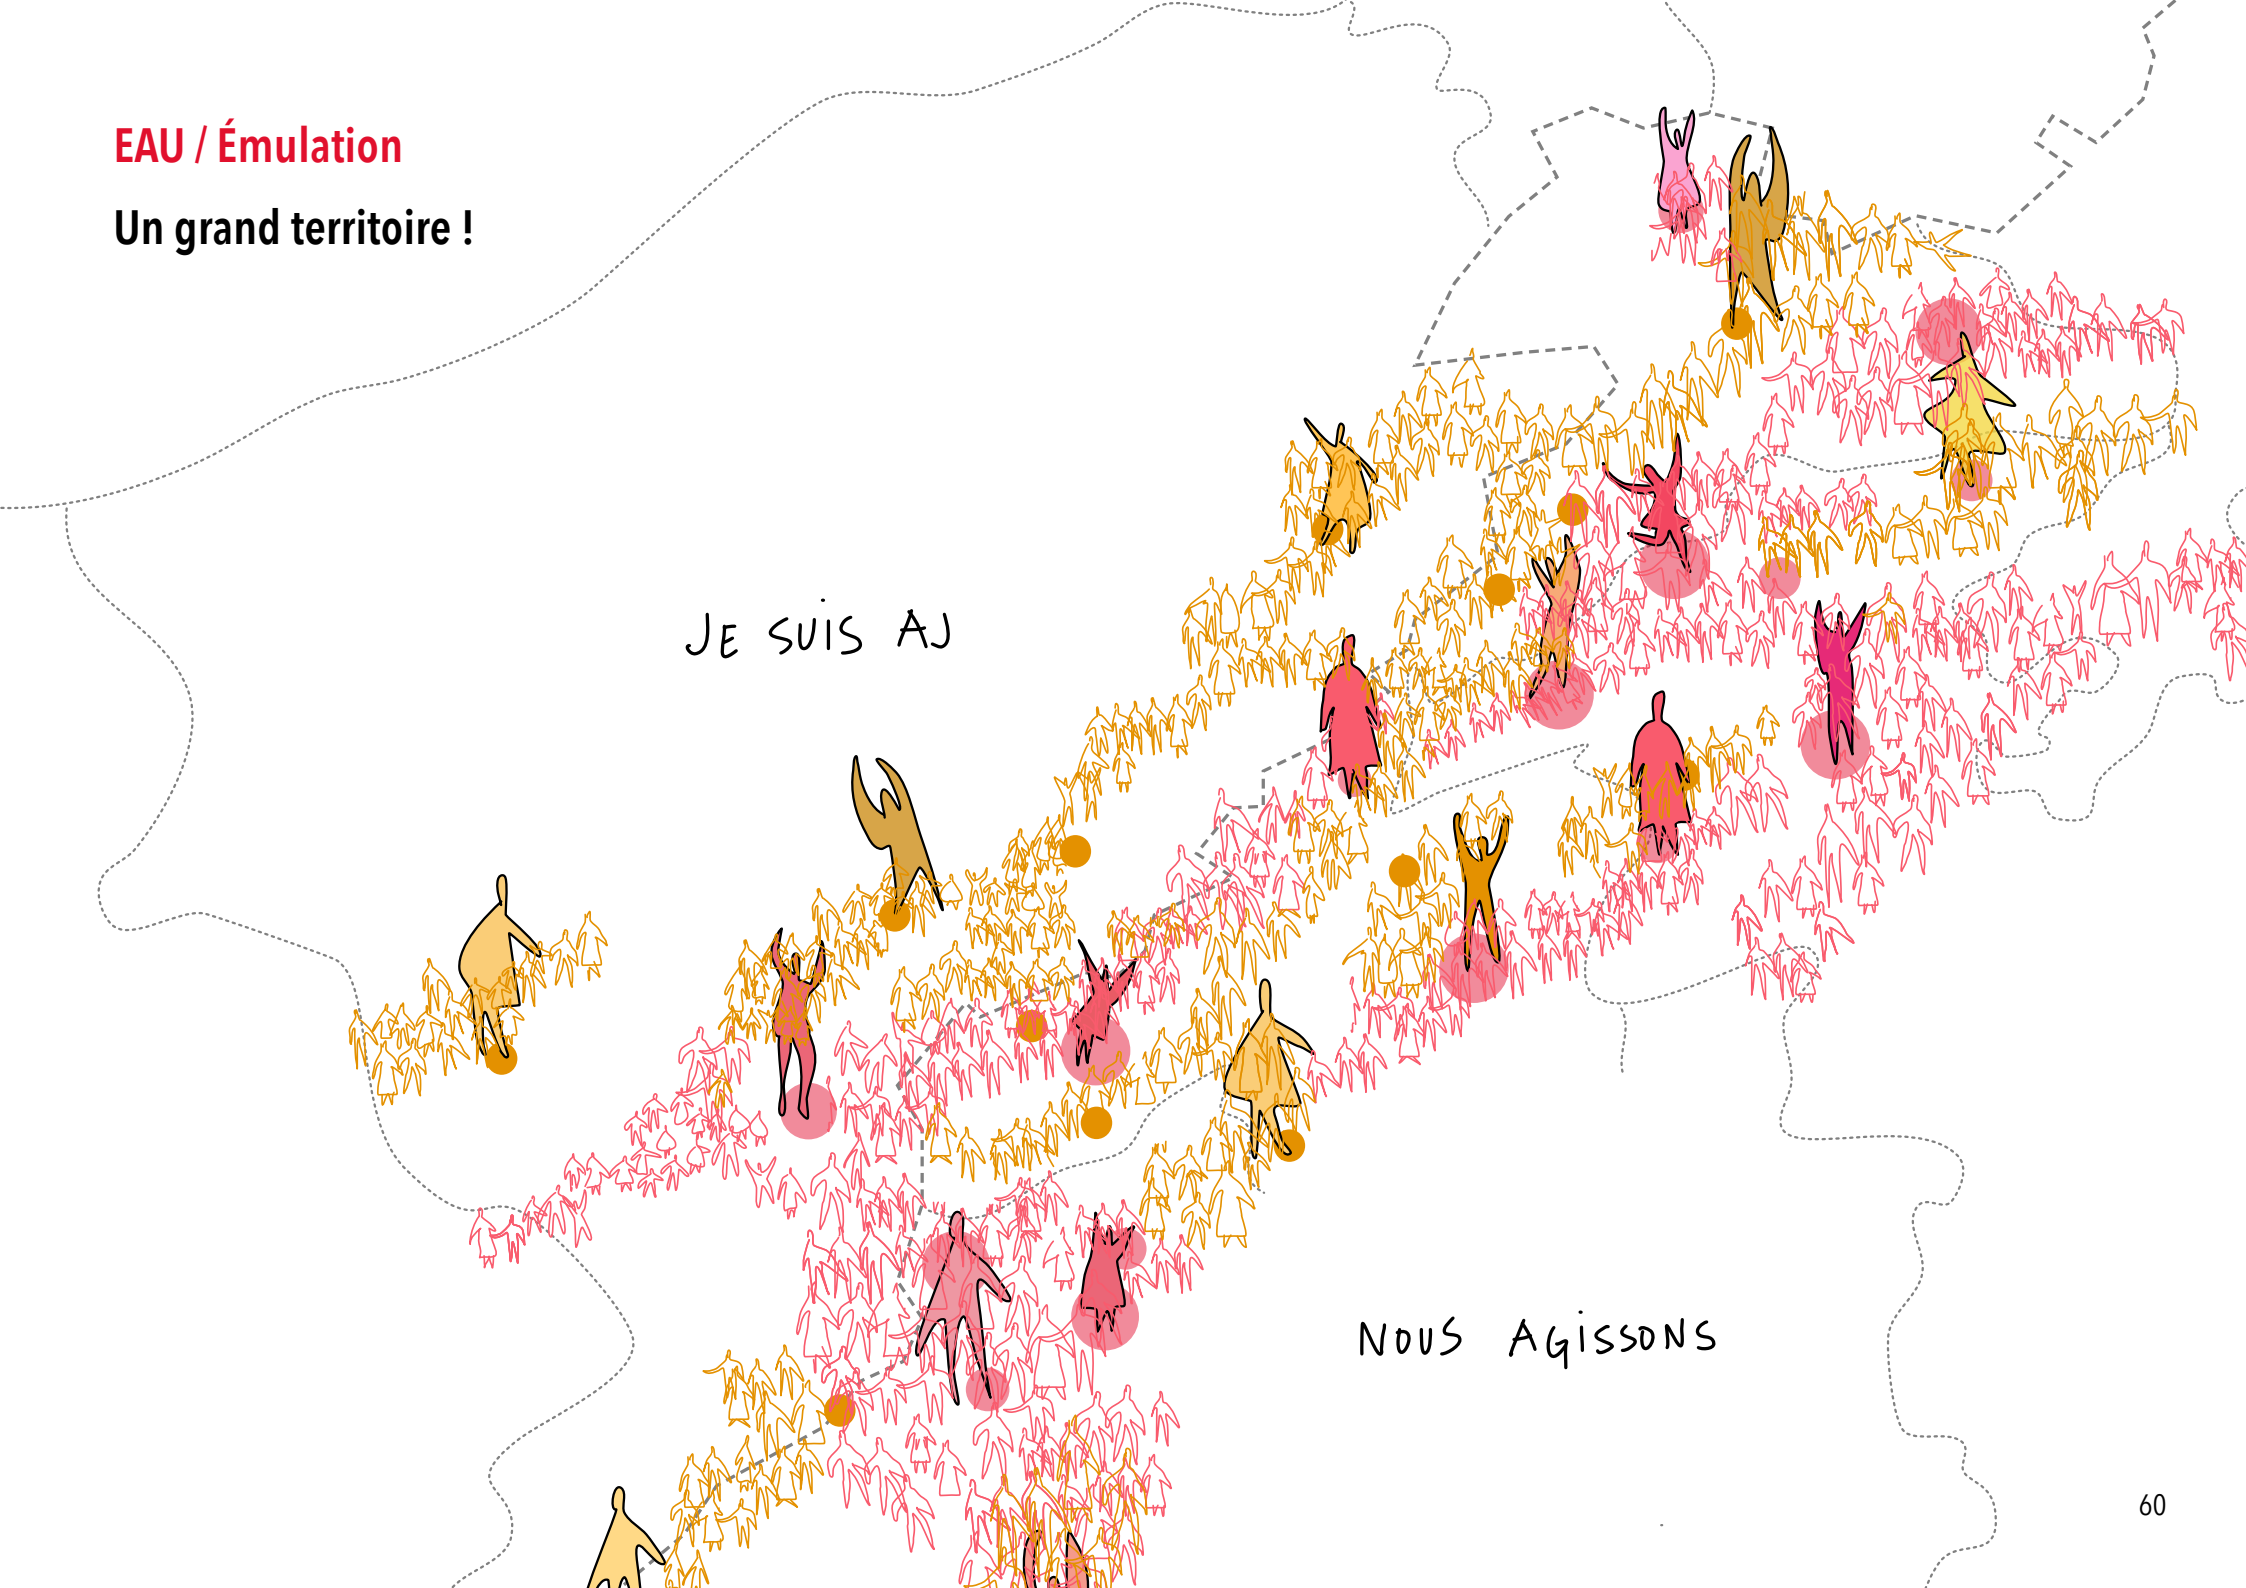 EAU / Émulation
Un grand territoire !
JE SUIS AJ
NOUS AGISSONS
60